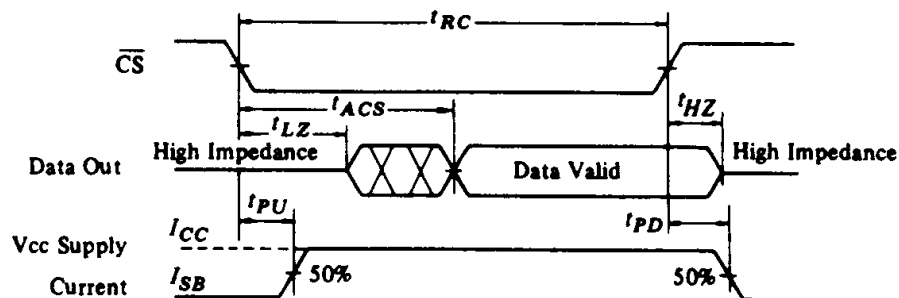 tRC
CS
tACS
tHZ
tLZ
Data Out High Impedance Data Valid High Impedance
tPU
tPD
Vcc Supply ICC
Current ISB 50% 50%